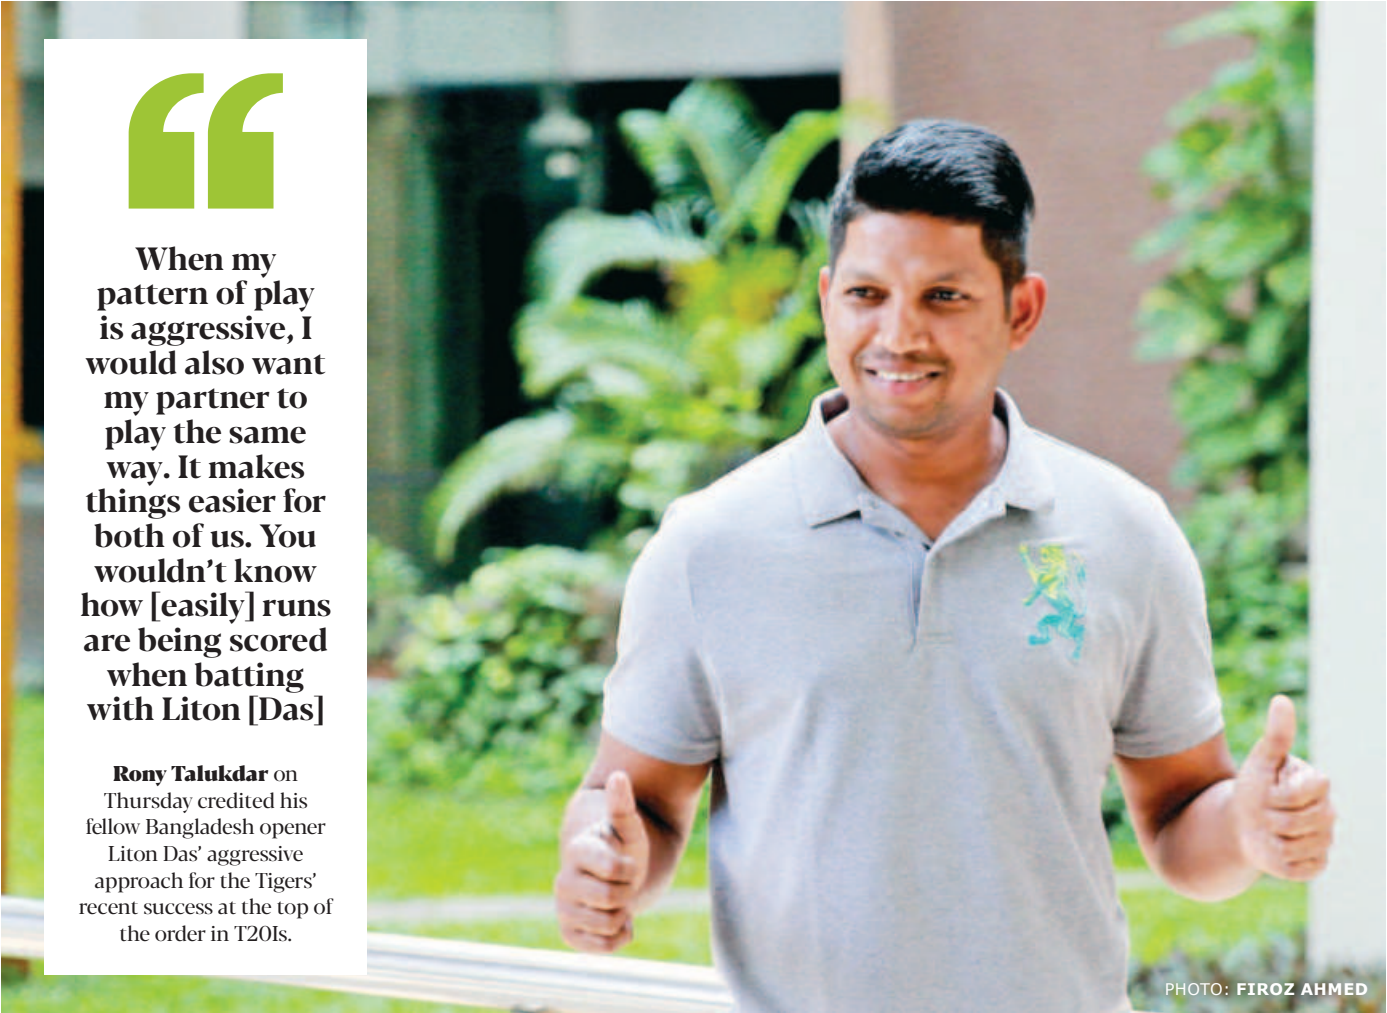 When my
pattern of play
is aggressive, I
would also want
my partner to
play the same
way. It makes
things easier for
both of us. You
wouldn’t know
how [easily] runs
are being scored
when batting
with Liton [Das]
Rony Talukdar on
Thursday credited his
fellow Bangladesh opener
Liton Das’ aggressive
approach for the Tigers’
recent success at the top of
the order in T20Is.
PHOTO: FIROZ AHMED